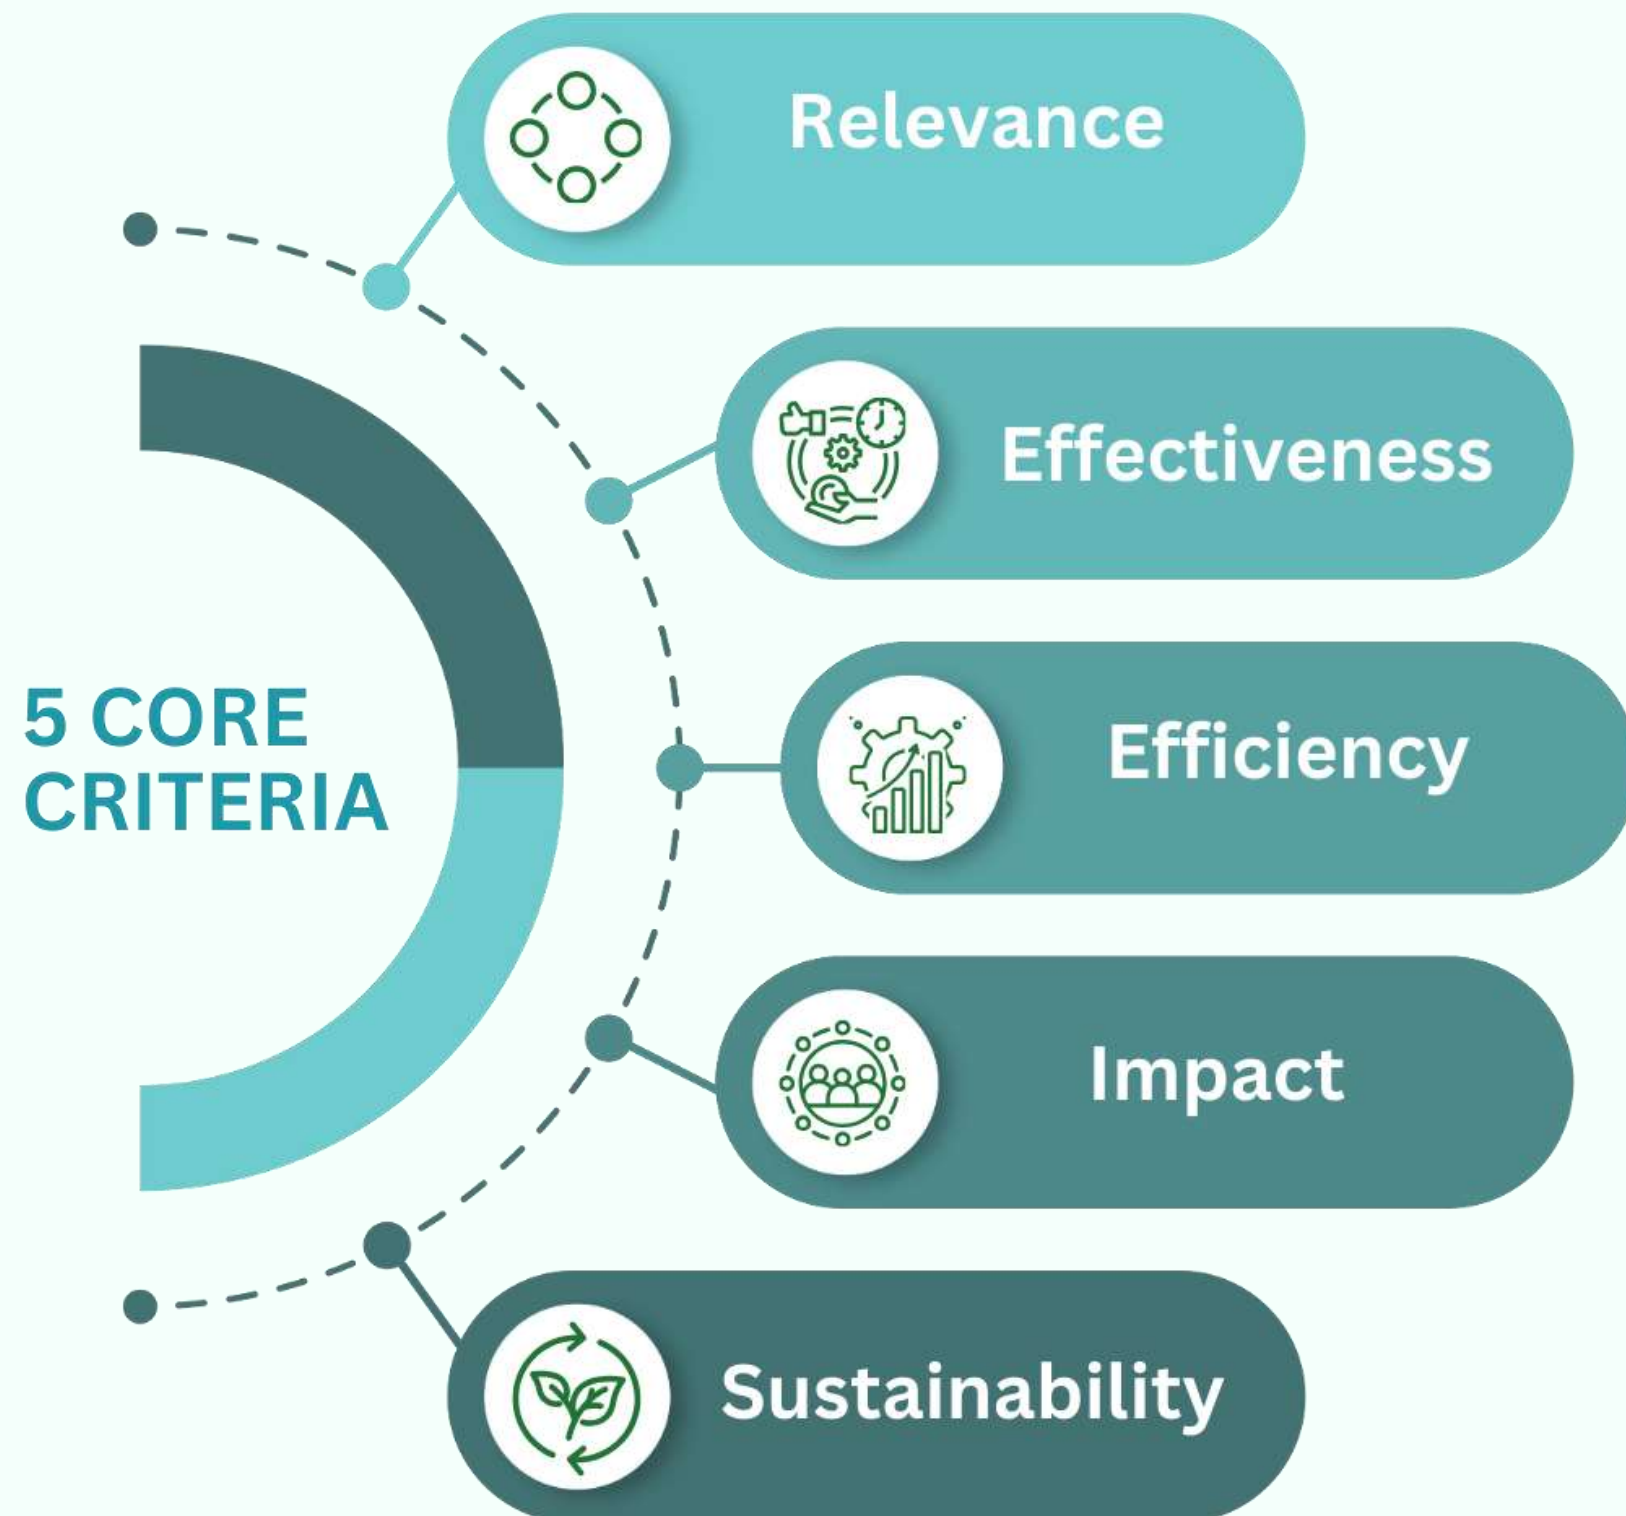 5 CORE
CRITERIA
Relevance
Effectiveness
Efficiency
Impact
Sustainability